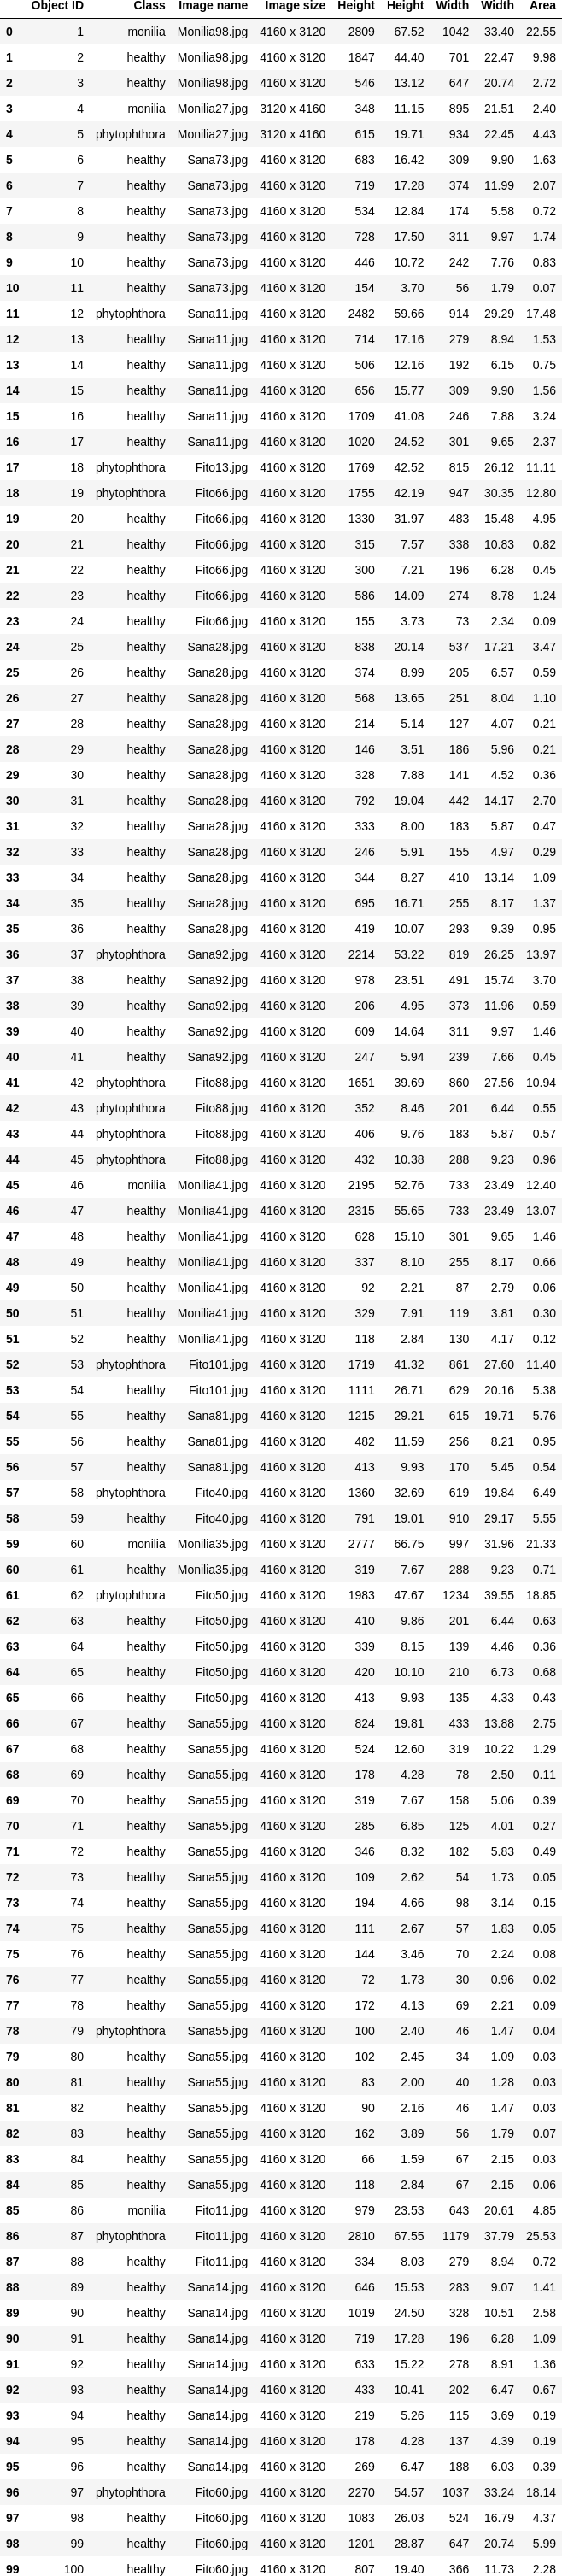 Object ID Class Image name Image size Height Height Width Width Area
0 1 monilia Monilia98.jpg 4160 x 3120 2809 67.52 1042 33.40 22.55
1 2 healthy Monilia98.jpg 4160 x 3120 1847 44.40 701 22.47 9.98
2 3 healthy Monilia98.jpg 4160 x 3120 546 13.12 647 20.74 2.72
3 4 monilia Monilia27.jpg 3120 x 4160 348 11.15 895 21.51 2.40
4 5 phytophthora Monilia27.jpg 3120 x 4160 615 19.71 934 22.45 4.43
5 6 healthy Sana73.jpg 4160 x 3120 683 16.42 309 9.90 1.63
6 7 healthy Sana73.jpg 4160 x 3120 719 17.28 374 11.99 2.07
7 8 healthy Sana73.jpg 4160 x 3120 534 12.84 174 5.58 0.72
8 9 healthy Sana73.jpg 4160 x 3120 728 17.50 311 9.97 1.74
9 10 healthy Sana73.jpg 4160 x 3120 446 10.72 242 7.76 0.83
10 11 healthy Sana73.jpg 4160 x 3120 154 3.70 56 1.79 0.07
11 12 phytophthora Sana11.jpg 4160 x 3120 2482 59.66 914 29.29 17.48
12 13 healthy Sana11.jpg 4160 x 3120 714 17.16 279 8.94 1.53
13 14 healthy Sana11.jpg 4160 x 3120 506 12.16 192 6.15 0.75
14 15 healthy Sana11.jpg 4160 x 3120 656 15.77 309 9.90 1.56
15 16 healthy Sana11.jpg 4160 x 3120 1709 41.08 246 7.88 3.24
16 17 healthy Sana11.jpg 4160 x 3120 1020 24.52 301 9.65 2.37
17 18 phytophthora Fito13.jpg 4160 x 3120 1769 42.52 815 26.12 11.11
18 19 phytophthora Fito66.jpg 4160 x 3120 1755 42.19 947 30.35 12.80
19 20 healthy Fito66.jpg 4160 x 3120 1330 31.97 483 15.48 4.95
20 21 healthy Fito66.jpg 4160 x 3120 315 7.57 338 10.83 0.82
21 22 healthy Fito66.jpg 4160 x 3120 300 7.21 196 6.28 0.45
22 23 healthy Fito66.jpg 4160 x 3120 586 14.09 274 8.78 1.24
23 24 healthy Fito66.jpg 4160 x 3120 155 3.73 73 2.34 0.09
24 25 healthy Sana28.jpg 4160 x 3120 838 20.14 537 17.21 3.47
25 26 healthy Sana28.jpg 4160 x 3120 374 8.99 205 6.57 0.59
26 27 healthy Sana28.jpg 4160 x 3120 568 13.65 251 8.04 1.10
27 28 healthy Sana28.jpg 4160 x 3120 214 5.14 127 4.07 0.21
28 29 healthy Sana28.jpg 4160 x 3120 146 3.51 186 5.96 0.21
29 30 healthy Sana28.jpg 4160 x 3120 328 7.88 141 4.52 0.36
30 31 healthy Sana28.jpg 4160 x 3120 792 19.04 442 14.17 2.70
31 32 healthy Sana28.jpg 4160 x 3120 333 8.00 183 5.87 0.47
32 33 healthy Sana28.jpg 4160 x 3120 246 5.91 155 4.97 0.29
33 34 healthy Sana28.jpg 4160 x 3120 344 8.27 410 13.14 1.09
34 35 healthy Sana28.jpg 4160 x 3120 695 16.71 255 8.17 1.37
35 36 healthy Sana28.jpg 4160 x 3120 419 10.07 293 9.39 0.95
36 37 phytophthora Sana92.jpg 4160 x 3120 2214 53.22 819 26.25 13.97
37 38 healthy Sana92.jpg 4160 x 3120 978 23.51 491 15.74 3.70
38 39 healthy Sana92.jpg 4160 x 3120 206 4.95 373 11.96 0.59
39 40 healthy Sana92.jpg 4160 x 3120 609 14.64 311 9.97 1.46
40 41 healthy Sana92.jpg 4160 x 3120 247 5.94 239 7.66 0.45
41 42 phytophthora Fito88.jpg 4160 x 3120 1651 39.69 860 27.56 10.94
42 43 phytophthora Fito88.jpg 4160 x 3120 352 8.46 201 6.44 0.55
43 44 phytophthora Fito88.jpg 4160 x 3120 406 9.76 183 5.87 0.57
44 45 phytophthora Fito88.jpg 4160 x 3120 432 10.38 288 9.23 0.96
45 46 monilia Monilia41.jpg 4160 x 3120 2195 52.76 733 23.49 12.40
46 47 healthy Monilia41.jpg 4160 x 3120 2315 55.65 733 23.49 13.07
47 48 healthy Monilia41.jpg 4160 x 3120 628 15.10 301 9.65 1.46
48 49 healthy Monilia41.jpg 4160 x 3120 337 8.10 255 8.17 0.66
49 50 healthy Monilia41.jpg 4160 x 3120 92 2.21 87 2.79 0.06
50 51 healthy Monilia41.jpg 4160 x 3120 329 7.91 119 3.81 0.30
51 52 healthy Monilia41.jpg 4160 x 3120 118 2.84 130 4.17 0.12
52 53 phytophthora Fito101.jpg 4160 x 3120 1719 41.32 861 27.60 11.40
53 54 healthy Fito101.jpg 4160 x 3120 1111 26.71 629 20.16 5.38
54 55 healthy Sana81.jpg 4160 x 3120 1215 29.21 615 19.71 5.76
55 56 healthy Sana81.jpg 4160 x 3120 482 11.59 256 8.21 0.95
56 57 healthy Sana81.jpg 4160 x 3120 413 9.93 170 5.45 0.54
57 58 phytophthora Fito40.jpg 4160 x 3120 1360 32.69 619 19.84 6.49
58 59 healthy Fito40.jpg 4160 x 3120 791 19.01 910 29.17 5.55
59 60 monilia Monilia35.jpg 4160 x 3120 2777 66.75 997 31.96 21.33
60 61 healthy Monilia35.jpg 4160 x 3120 319 7.67 288 9.23 0.71
61 62 phytophthora Fito50.jpg 4160 x 3120 1983 47.67 1234 39.55 18.85
62 63 healthy Fito50.jpg 4160 x 3120 410 9.86 201 6.44 0.63
63 64 healthy Fito50.jpg 4160 x 3120 339 8.15 139 4.46 0.36
64 65 healthy Fito50.jpg 4160 x 3120 420 10.10 210 6.73 0.68
65 66 healthy Fito50.jpg 4160 x 3120 413 9.93 135 4.33 0.43
66 67 healthy Sana55.jpg 4160 x 3120 824 19.81 433 13.88 2.75
67 68 healthy Sana55.jpg 4160 x 3120 524 12.60 319 10.22 1.29
68 69 healthy Sana55.jpg 4160 x 3120 178 4.28 78 2.50 0.11
69 70 healthy Sana55.jpg 4160 x 3120 319 7.67 158 5.06 0.39
70 71 healthy Sana55.jpg 4160 x 3120 285 6.85 125 4.01 0.27
71 72 healthy Sana55.jpg 4160 x 3120 346 8.32 182 5.83 0.49
72 73 healthy Sana55.jpg 4160 x 3120 109 2.62 54 1.73 0.05
73 74 healthy Sana55.jpg 4160 x 3120 194 4.66 98 3.14 0.15
74 75 healthy Sana55.jpg 4160 x 3120 111 2.67 57 1.83 0.05
75 76 healthy Sana55.jpg 4160 x 3120 144 3.46 70 2.24 0.08
76 77 healthy Sana55.jpg 4160 x 3120 72 1.73 30 0.96 0.02
77 78 healthy Sana55.jpg 4160 x 3120 172 4.13 69 2.21 0.09
78 79 phytophthora Sana55.jpg 4160 x 3120 100 2.40 46 1.47 0.04
79 80 healthy Sana55.jpg 4160 x 3120 102 2.45 34 1.09 0.03
80 81 healthy Sana55.jpg 4160 x 3120 83 2.00 40 1.28 0.03
81 82 healthy Sana55.jpg 4160 x 3120 90 2.16 46 1.47 0.03
82 83 healthy Sana55.jpg 4160 x 3120 162 3.89 56 1.79 0.07
83 84 healthy Sana55.jpg 4160 x 3120 66 1.59 67 2.15 0.03
84 85 healthy Sana55.jpg 4160 x 3120 118 2.84 67 2.15 0.06
85 86 monilia Fito11.jpg 4160 x 3120 979 23.53 643 20.61 4.85
86 87 phytophthora Fito11.jpg 4160 x 3120 2810 67.55 1179 37.79 25.53
87 88 healthy Fito11.jpg 4160 x 3120 334 8.03 279 8.94 0.72
88 89 healthy Sana14.jpg 4160 x 3120 646 15.53 283 9.07 1.41
89 90 healthy Sana14.jpg 4160 x 3120 1019 24.50 328 10.51 2.58
90 91 healthy Sana14.jpg 4160 x 3120 719 17.28 196 6.28 1.09
91 92 healthy Sana14.jpg 4160 x 3120 633 15.22 278 8.91 1.36
92 93 healthy Sana14.jpg 4160 x 3120 433 10.41 202 6.47 0.67
93 94 healthy Sana14.jpg 4160 x 3120 219 5.26 115 3.69 0.19
94 95 healthy Sana14.jpg 4160 x 3120 178 4.28 137 4.39 0.19
95 96 healthy Sana14.jpg 4160 x 3120 269 6.47 188 6.03 0.39
96 97 phytophthora Fito60.jpg 4160 x 3120 2270 54.57 1037 33.24 18.14
97 98 healthy Fito60.jpg 4160 x 3120 1083 26.03 524 16.79 4.37
98 99 healthy Fito60.jpg 4160 x 3120 1201 28.87 647 20.74 5.99
99 100 healthy Fito60.jpg 4160 x 3120 807 19.40 366 11.73 2.28